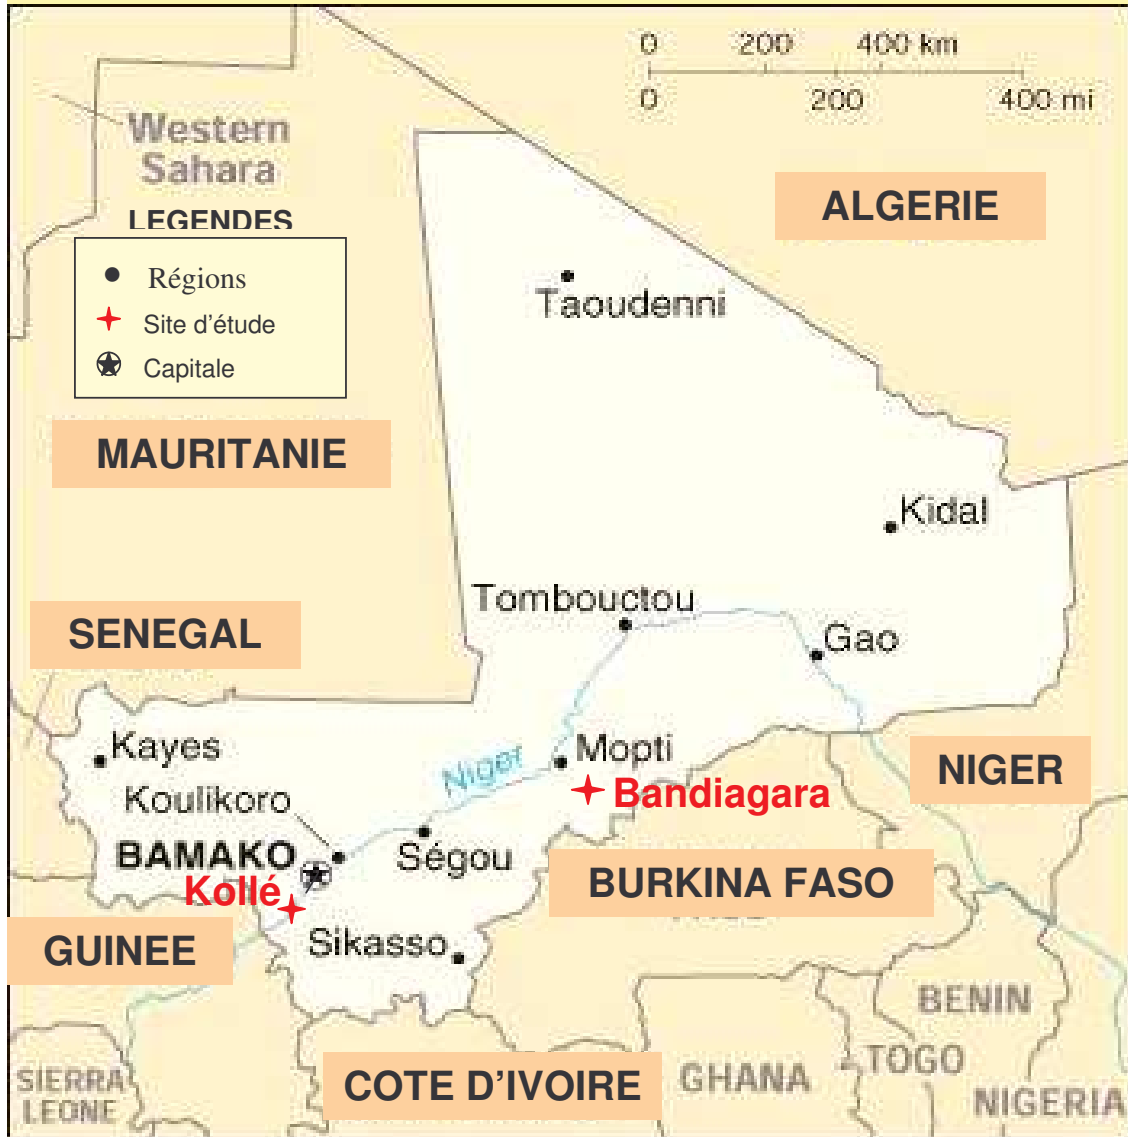 0 200 400 km
0 200 400 mi
Western
Sahara
LEGENDES
Régions
Site d'étude
Capitale
ALGERIE
Taoudenni
MAURITANIE
Kidal
Tombouctou
SENEGAL
Gao
Kayes
Niger
Mopti
NIGER
Koulikoro
Bandiagara
BAMAKO
Ségou
Kollé
BURKINA FASO
GUINEE
Sikasso
BENIN
TOGO
SIERRA
LEONE
COTE D'IVOIRE
GHANA
NIGERIA